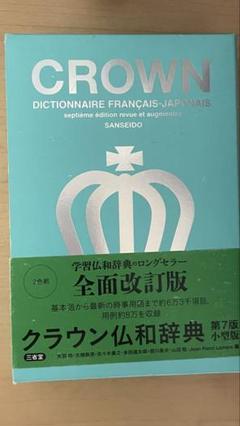 CROWN
DICTIONNAIRE FRANÇAIS-JAPONAIS
septième édition revue et augmentée
SANSEIDO
学習仏和辞典のロングセラー
2色刷
全面改訂版
基本語から最新の時事用語まで約6万3千項目、
用例約8万を収録
クラウン仏和辞典 第7版
小型版
三省堂